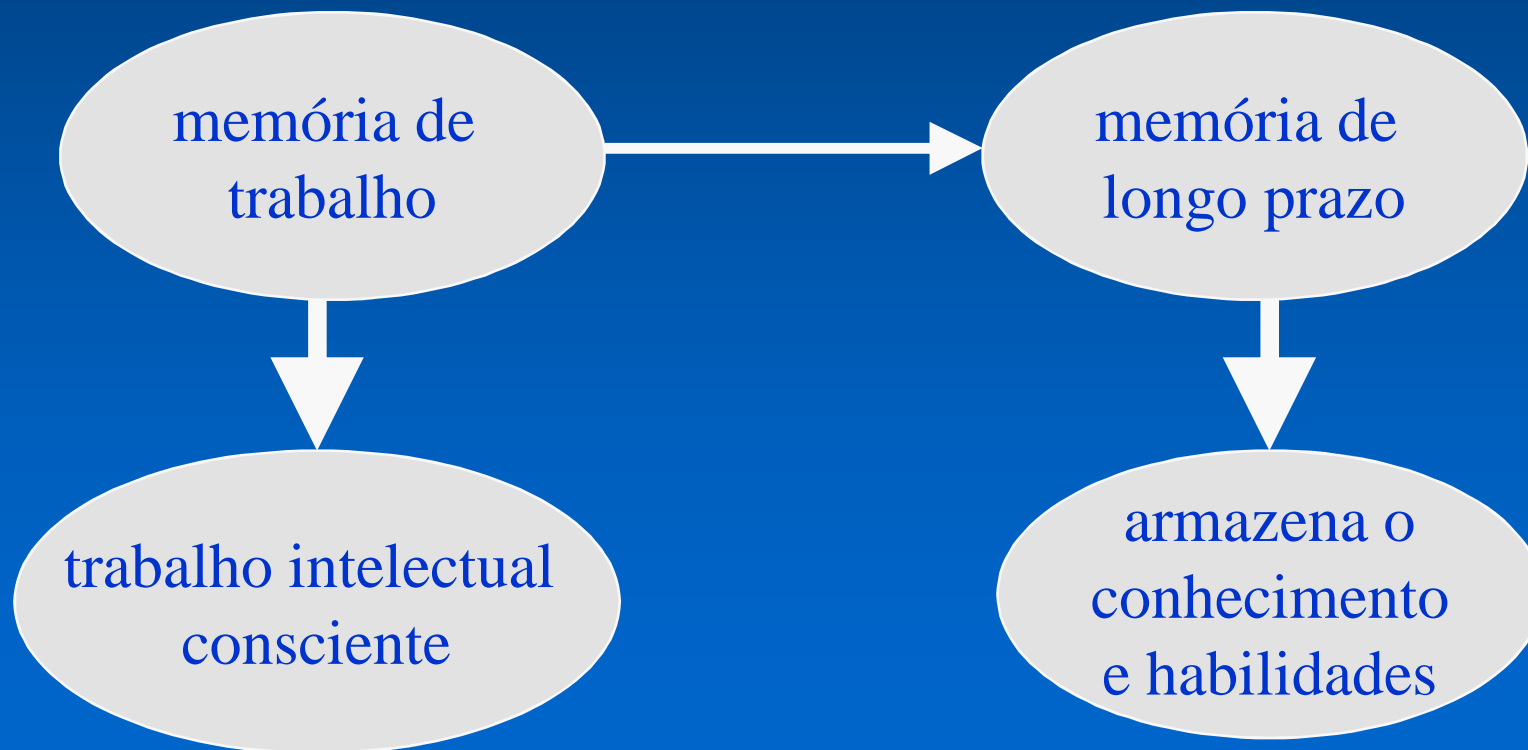 memória de
trabalho
memória de
longo prazo
trabalho intelectual
consciente
armazena o
conhecimento
e habilidades